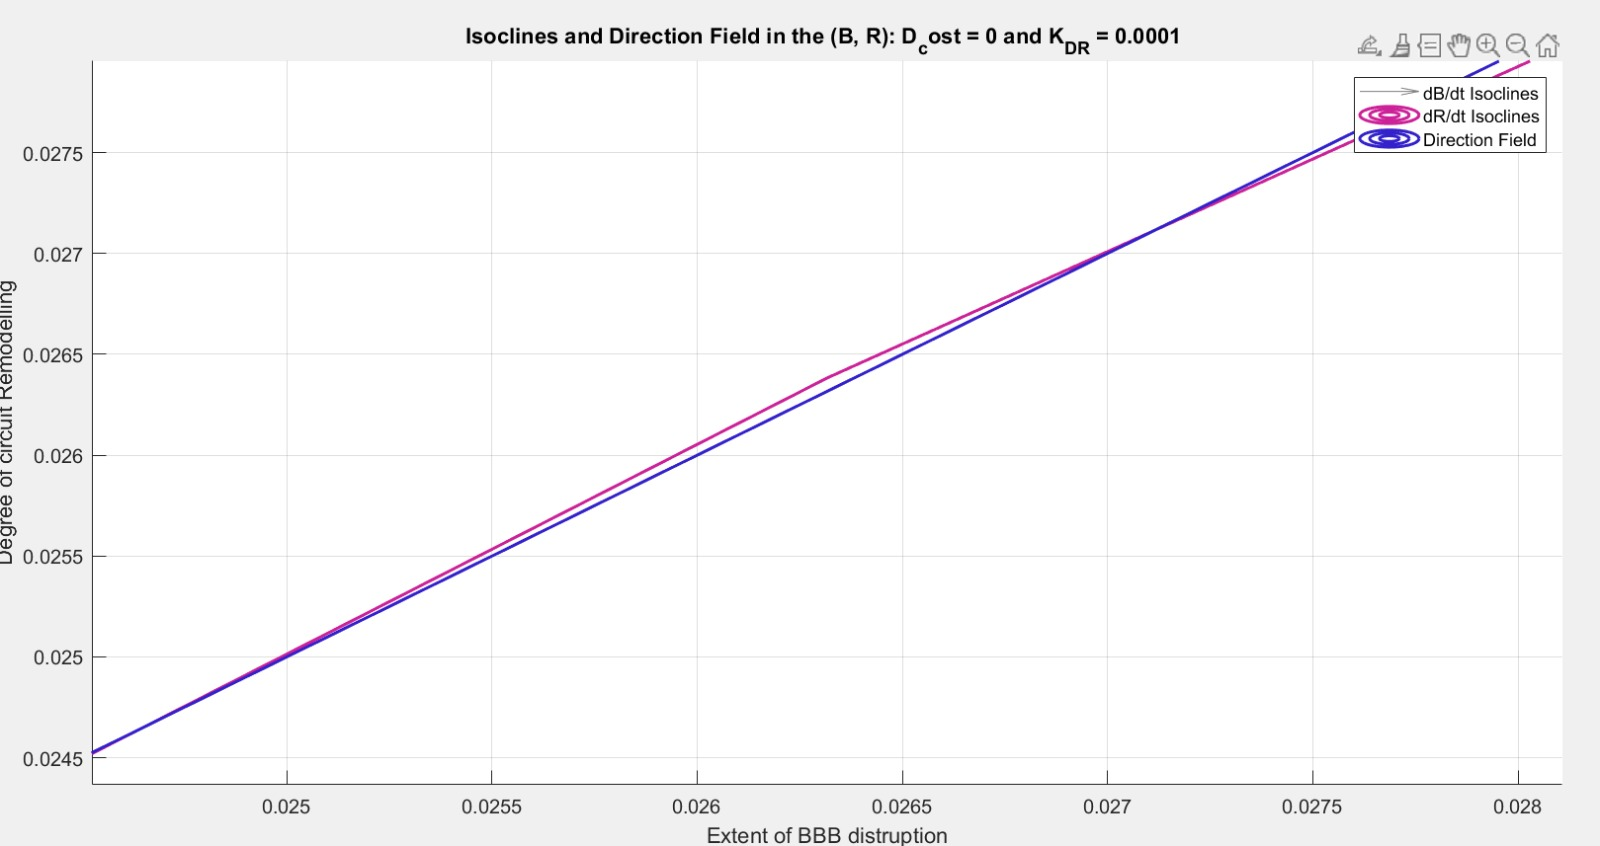 Isoclines and Direction Field in the (B, R): D_cost = 0 and K_DR = 0.0001
dB/dt Isoclines
dR/dt Isoclines
Direction Field
0.0275
0.027
0.0265
0.026
0.0255
0.025
0.0245
Degree of circuit Remodelling
0.025 0.0255 0.026 0.0265 0.027 0.0275 0.028
Extent of BBB distruption